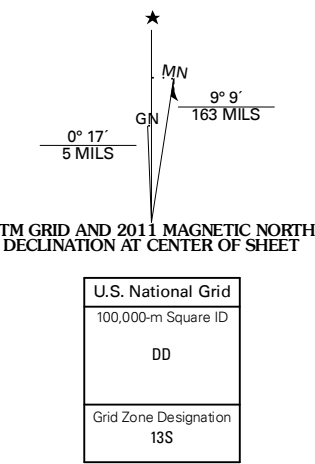 MN
GN
9° 9´
163 MILS
0° 17´
5 MILS
TM GRID AND 2011 MAGNETIC NORTH
DECLINATION AT CENTER OF SHEET
U.S. National Grid
100,000-m Square ID
DD
Grid Zone Designation
13S